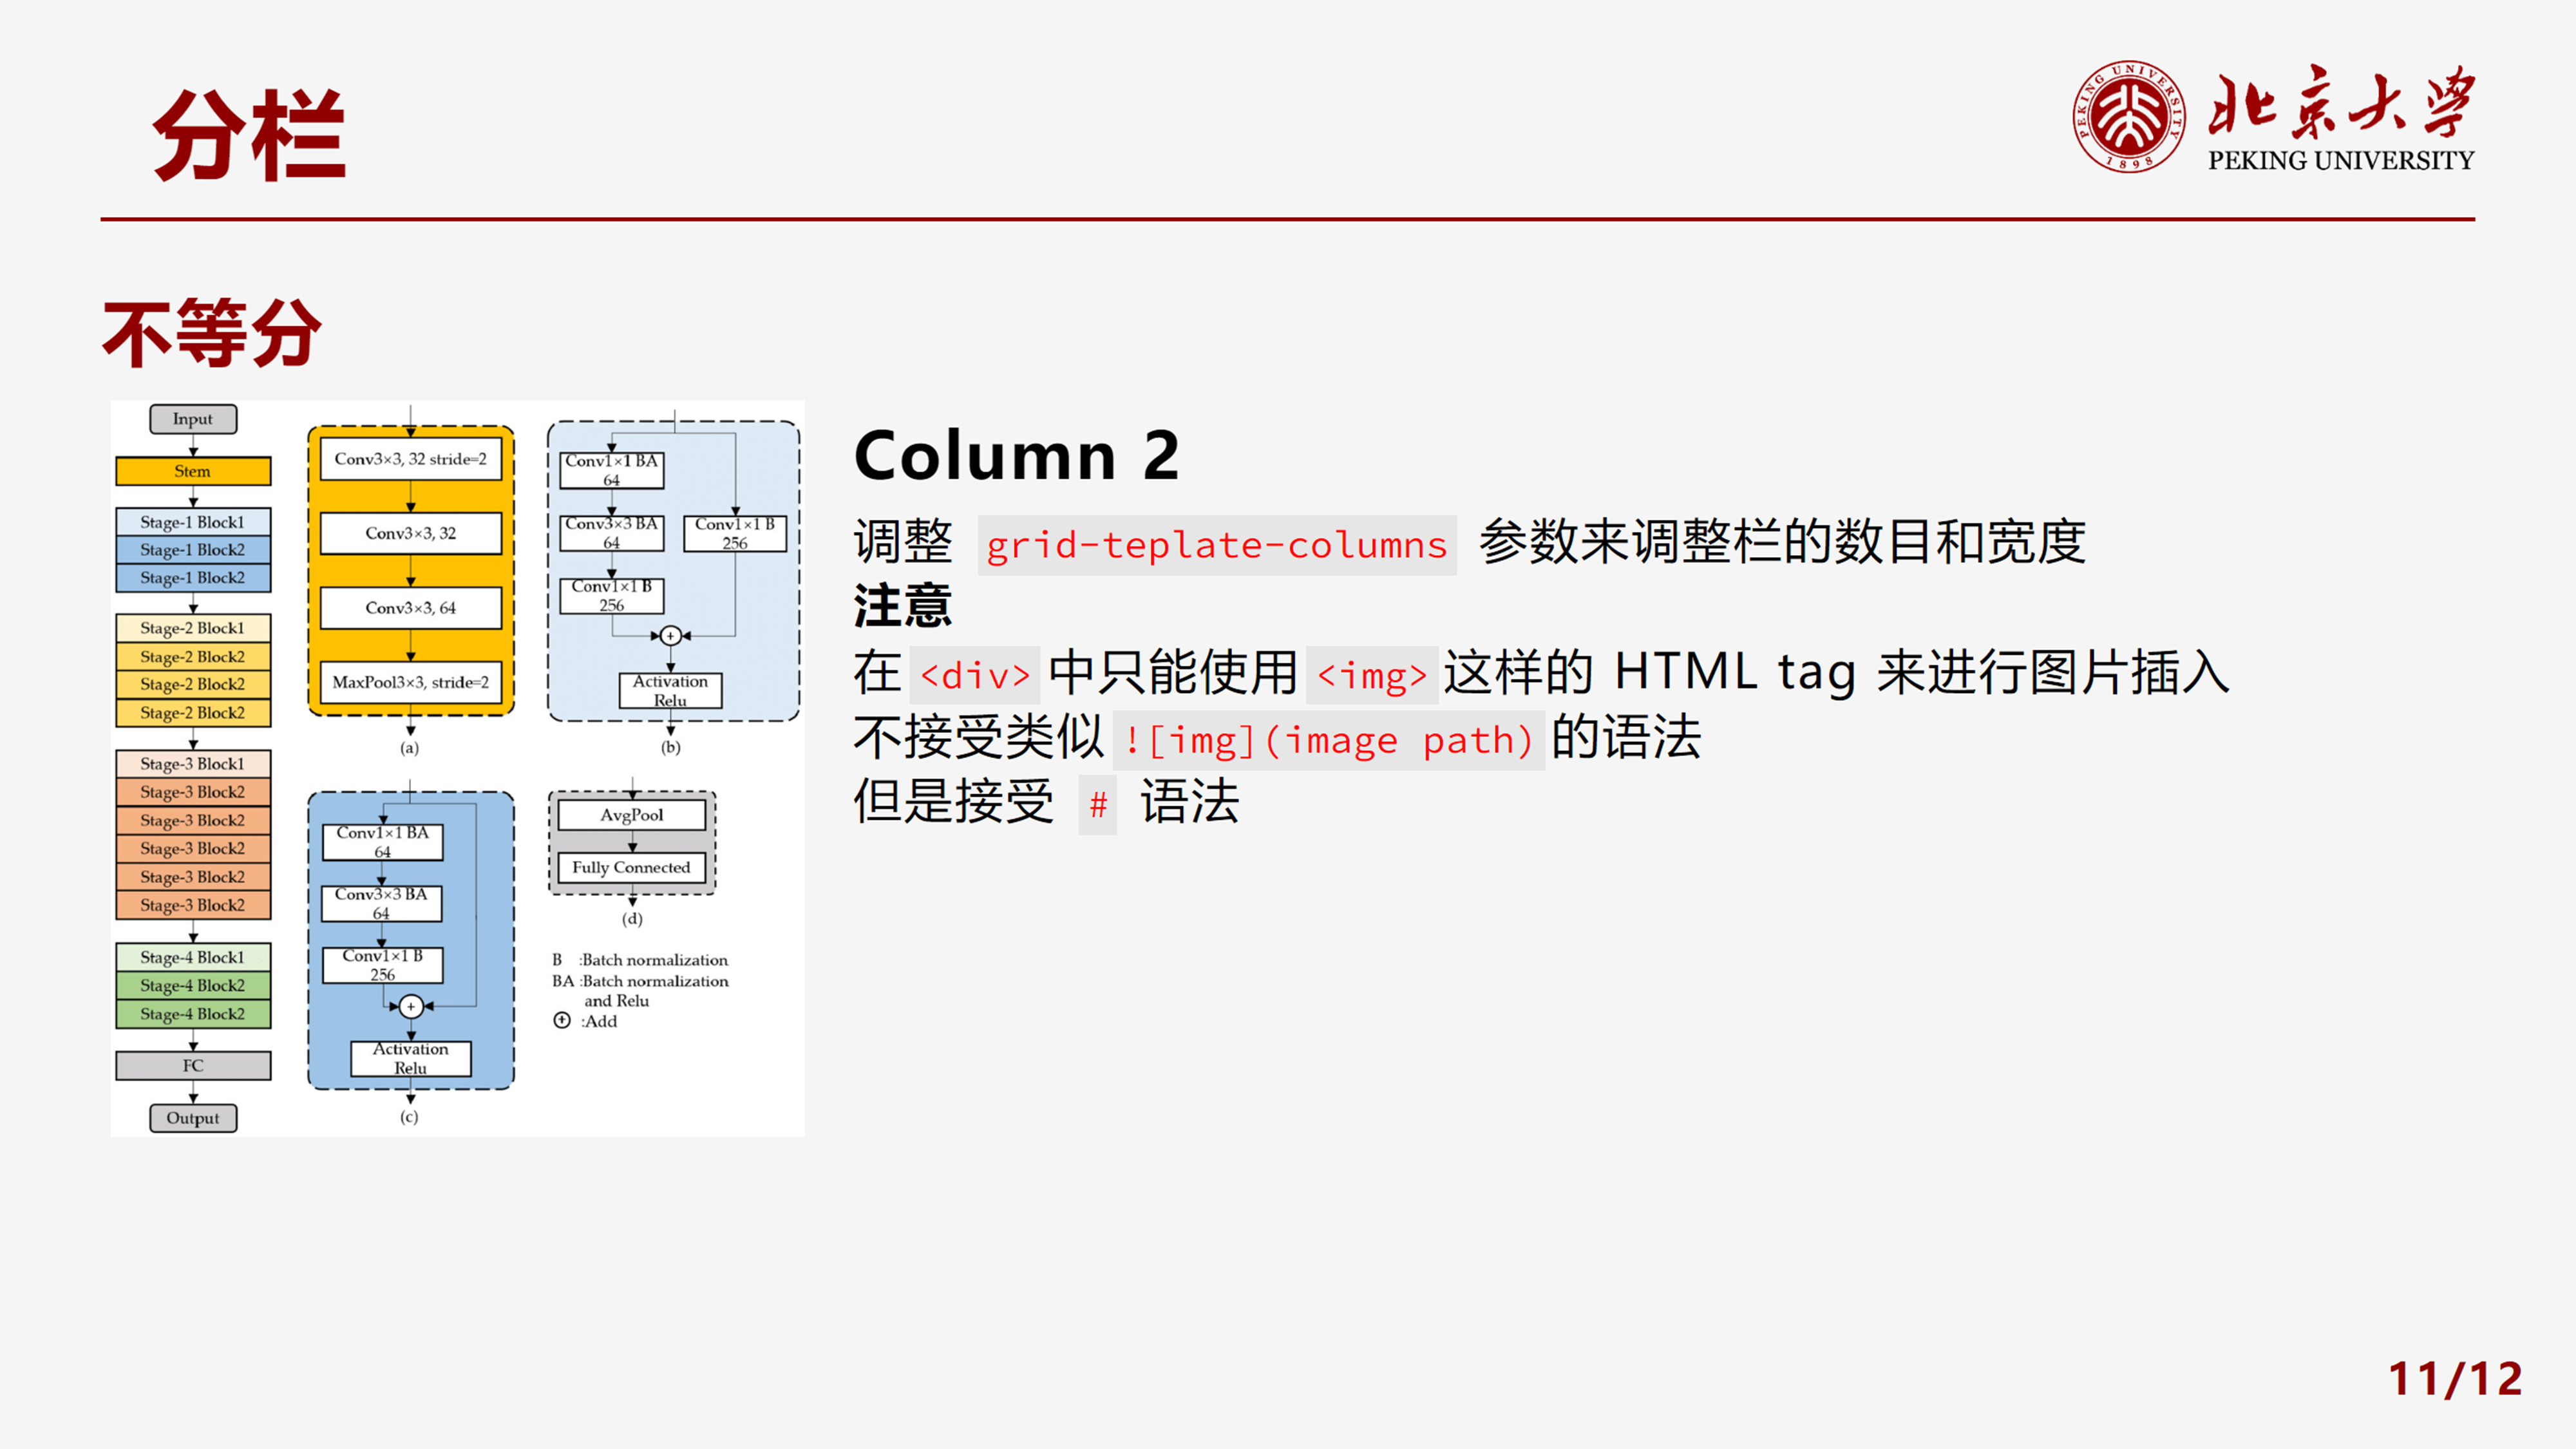 分栏
PEKING UNIVERSITY
1898
北京大学
PEKING UNIVERSITY
不等分
Input
Stem
Stage-1 Block1
Stage-1 Block2
Stage-1 Block2
Stage-2 Block1
Stage-2 Block2
Stage-2 Block2
Stage-2 Block2
Stage-3 Block1
Stage-3 Block2
Stage-3 Block2
Stage-3 Block2
Stage-3 Block2
Stage-3 Block2
Stage-4 Block1
Stage-4 Block2
Stage-4 Block2
FC
Output
Conv3×3, 32 stride=2
Conv3×3, 32
Conv3×3, 64
MaxPool3×3, stride=2
(a)
Conv1×1 BA
64
Conv3×3 BA
64
Conv1×1 B
256
Conv1×1 B
256
+
Activation
Relu
(b)
Conv1×1 BA
64
Conv3×3 BA
64
Conv1×1 B
256
+
Activation
Relu
(c)
AvgPool
Fully Connected
(d)
B :Batch normalization
BA :Batch normalization
and Relu
⊕ :Add
Column 2
调整 grid-teplate-columns 参数来调整栏的数目和宽度
注意
在 <div> 中只能使用 <img> 这样的 HTML tag 来进行图片插入
不接受类似 ![img](image path) 的语法
但是接受 # 语法
11/12